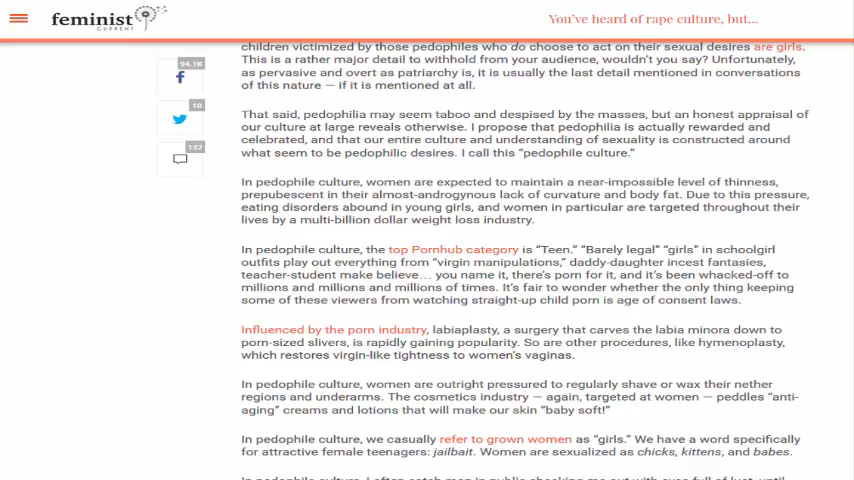 feminist
CURRENT
You've heard of rape culture, but...
children victimized by those pedophiles who do choose to act on their sexual desires are girls.
This is a rather major detail to withhold from your audience, wouldn't you say? Unfortunately,
as pervasive and overt as patriarchy is, it is usually the last detail mentioned in conversations
of this nature — if it is mentioned at all.
94.1K
10
137
That said, pedophilia may seem taboo and despised by the masses, but an honest appraisal of
our culture at large reveals otherwise. I propose that pedophilia is actually rewarded and
celebrated, and that our entire culture and understanding of sexuality is constructed around
what seem to be pedophilic desires. I call this “pedophile culture.”
In pedophile culture, women are expected to maintain a near-impossible level of thinness,
prepubescent in their almost-androgynous lack of curvature and body fat. Due to this pressure,
eating disorders abound in young girls, and women in particular are targeted throughout their
lives by a multi-billion dollar weight loss industry.
In pedophile culture, the top Pornhub category is “Teen.” “Barely legal” “girls” in schoolgirl
outfits play out everything from “virgin manipulations,” daddy-daughter incest fantasies,
teacher-student make believe… you name it, there's porn for it, and it's been whacked-off to
millions and millions and millions of times. It's fair to wonder whether the only thing keeping
some of these viewers from watching straight-up child porn is age of consent laws.
Influenced by the porn industry, labiaplasty, a surgery that carves the labia minora down to
porn-sized slivers, is rapidly gaining popularity. So are other procedures, like hymenoplasty,
which restores virgin-like tightness to women's vaginas.
In pedophile culture, women are outright pressured to regularly shave or wax their nether
regions and underarms. The cosmetics industry — again, targeted at women — peddles “anti-
aging” creams and lotions that will make our skin “baby soft!”
In pedophile culture, we casually refer to grown women as “girls.” We have a word specifically
for attractive female teenagers: jailbait. Women are sexualized as chicks, kittens, and babes.
In pedophile culture, I often catch men in public checking me out with eyes full of lust, until